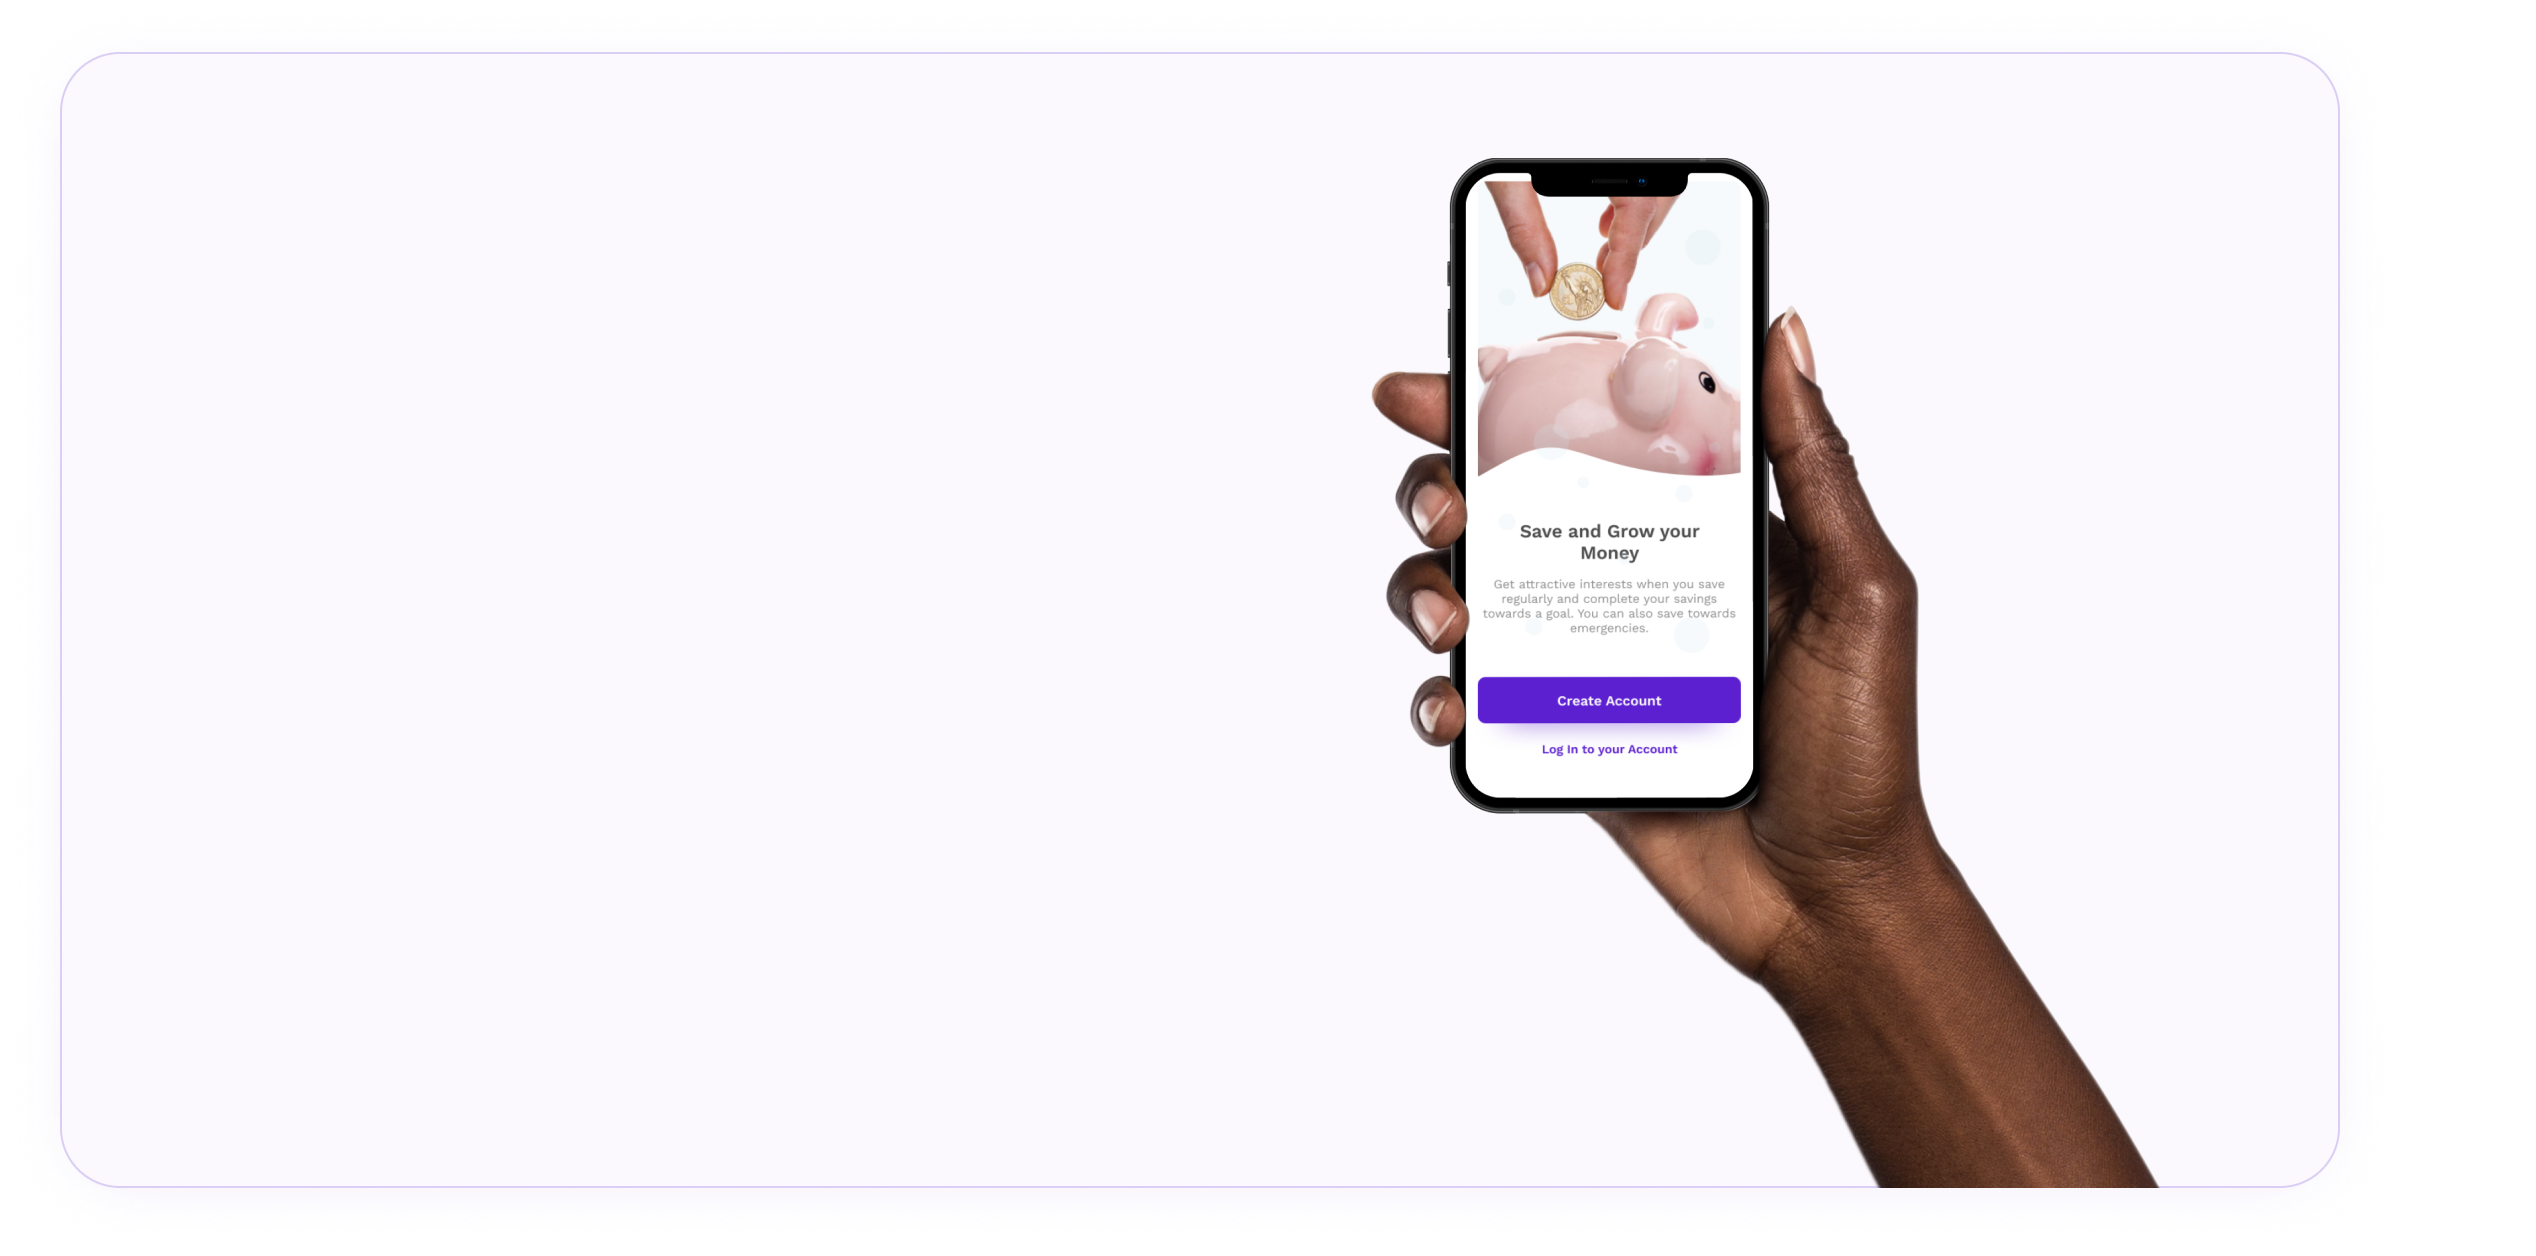 Save and Grow your
Money
Get attractive interests when you save
regularly and complete your savings
towards a goal. You can also save towards
emergencies.
Create Account
Log In to your Account